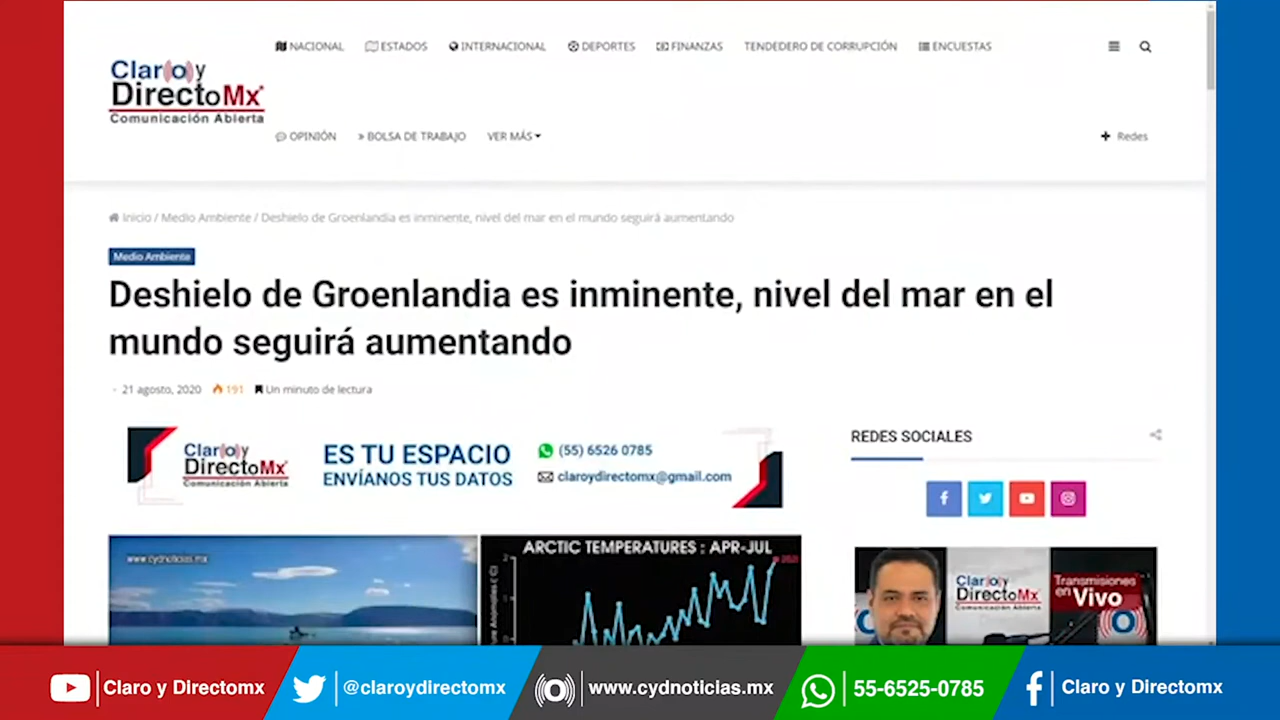 NACIONAL ESTADOS INTERNACIONAL DEPORTES FINANZAS TENDEDERO DE CORRUPCIÓN ENCUESTAS
Claro y
DirectoMx
Comunicación Abierta
OPINIÓN » BOLSA DE TRABAJO VER MÁS + Redes
Inicio / Medio Ambiente / Deshielo de Groenlandia es inminente, nivel del mar en el mundo seguirá aumentando
Medio Ambiente
Deshielo de Groenlandia es inminente, nivel del mar en el
mundo seguirá aumentando
- 21 agosto, 2020 191 Un minuto de lectura
Claro y
DirectoMx
Comunicación Abierta
ES TU ESPACIO
ENVÍANOS TUS DATOS
(55) 6526 0785
claroydirectomx@gmail.com
REDES SOCIALES
www.cydnoticias.mx
ARCTIC TEMPERATURES : APR-JUL
Claro y
DirectoMx
Comunicación Abierta
Transmisiones
en Vivo
Claro y Directomx
@claroydirectomx
www.cydnoticias.mx
55-6525-0785
Claro y Directomx